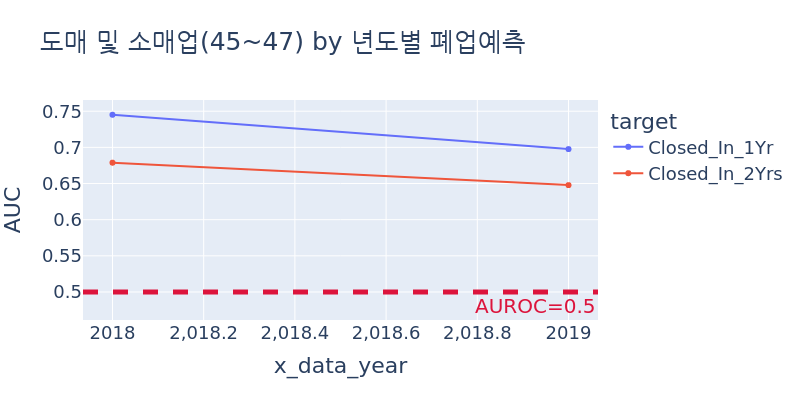 도매 및 소매업(45~47) by 년도별 폐업예측
AUC
0.75
0.7
0.65
0.6
0.55
0.5
AUROC=0.5
2018
2,018.2
2,018.4
2,018.6
2,018.8
2019
x_data_year
target
Closed_In_1Yr
Closed_In_2Yrs